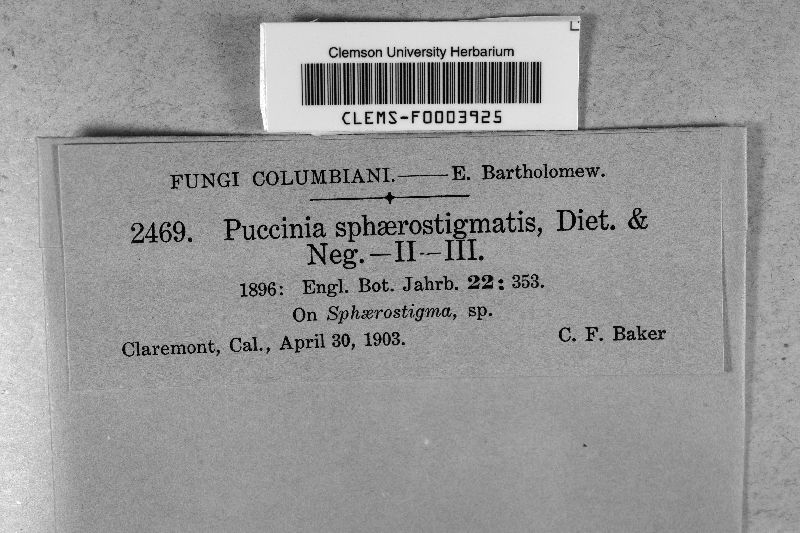 Clemson University Herbarium
CLEMS-F0003925
FUNGI COLUMBIANI.——E. Bartholomew.
2469. Puccinia sphærostigmatis, Diet. &
Neg.—II—III.
1896: Engl. Bot. Jahrb. 22: 353.
On Sphærostigma, sp.
Claremont, Cal., April 30, 1903. C. F. Baker